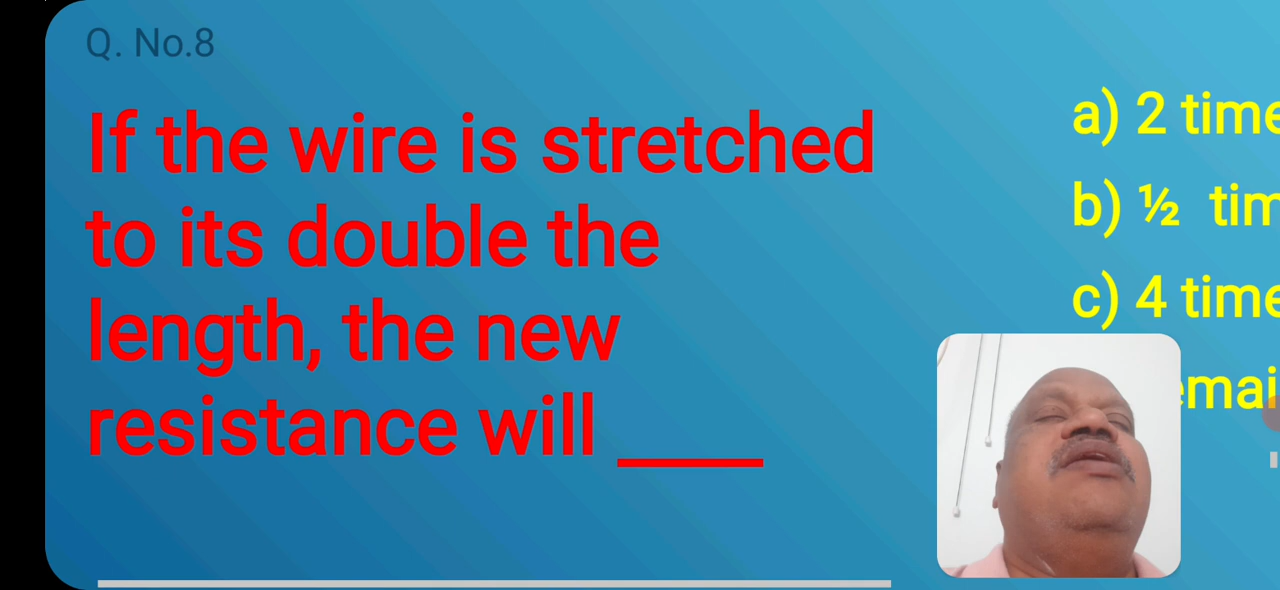 Q. No.8
If the wire is stretched
to its double the
length, the new
resistance will ____
a) 2 time
b) ½ tim
c) 4 time
emai